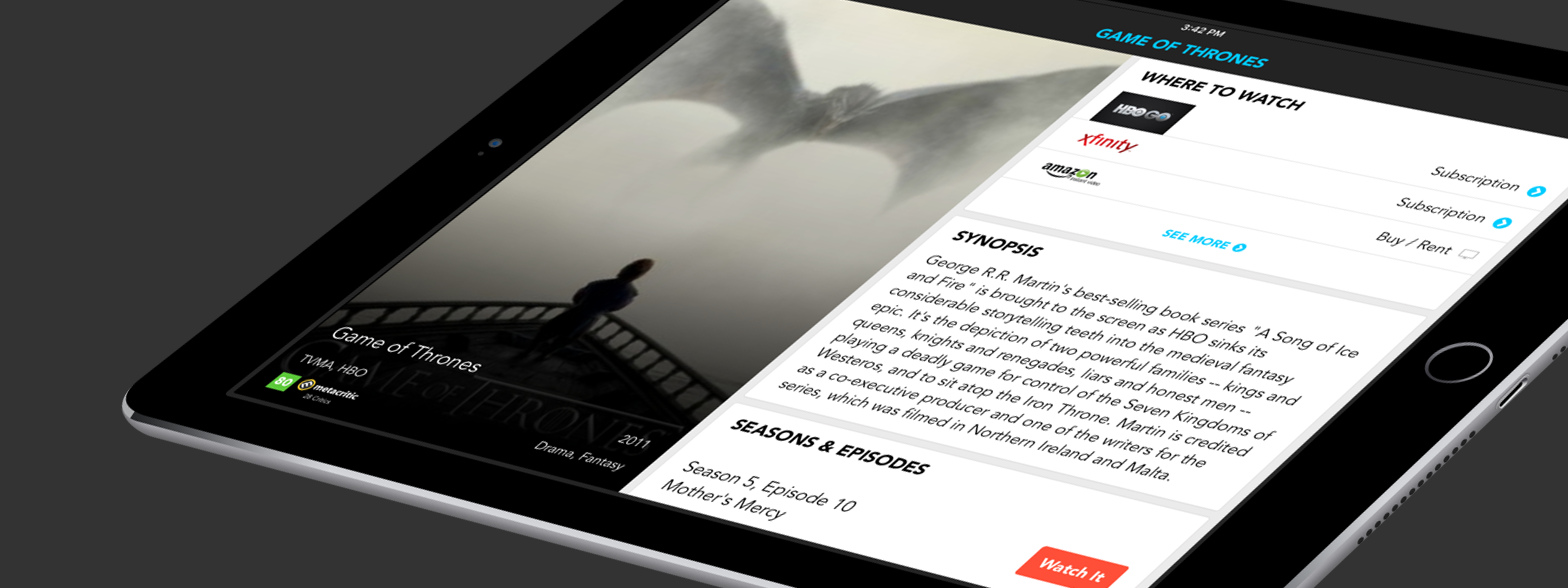 3:42 PM
GAME OF THRONES
WHERE TO WATCH
HBO GO
Subscription
xfinity
Subscription
amazon
instant video
Buy / Rent
SEE MORE
SYNOPSIS
George R.R. Martin's best-selling book series "A Song of Ice
and Fire " is brought to the screen as HBO sinks its
considerable storytelling teeth into the medieval fantasy
epic. It's the depiction of two powerful families -- kings and
queens, knights and renegades, liars and honest men --
playing a deadly game for control of the Seven Kingdoms of
Westeros, and to sit atop the Iron Throne. Martin is credited
as a co-executive producer and one of the writers for the
series, which was filmed in Northern Ireland and Malta.
SEASONS & EPISODES
Season 5, Episode 10
Mother's Mercy
Watch It
GAME OF THRONES
Game of Thrones
TVMA, HBO
80 metacritic
28 Critics
2011
Drama, Fantasy